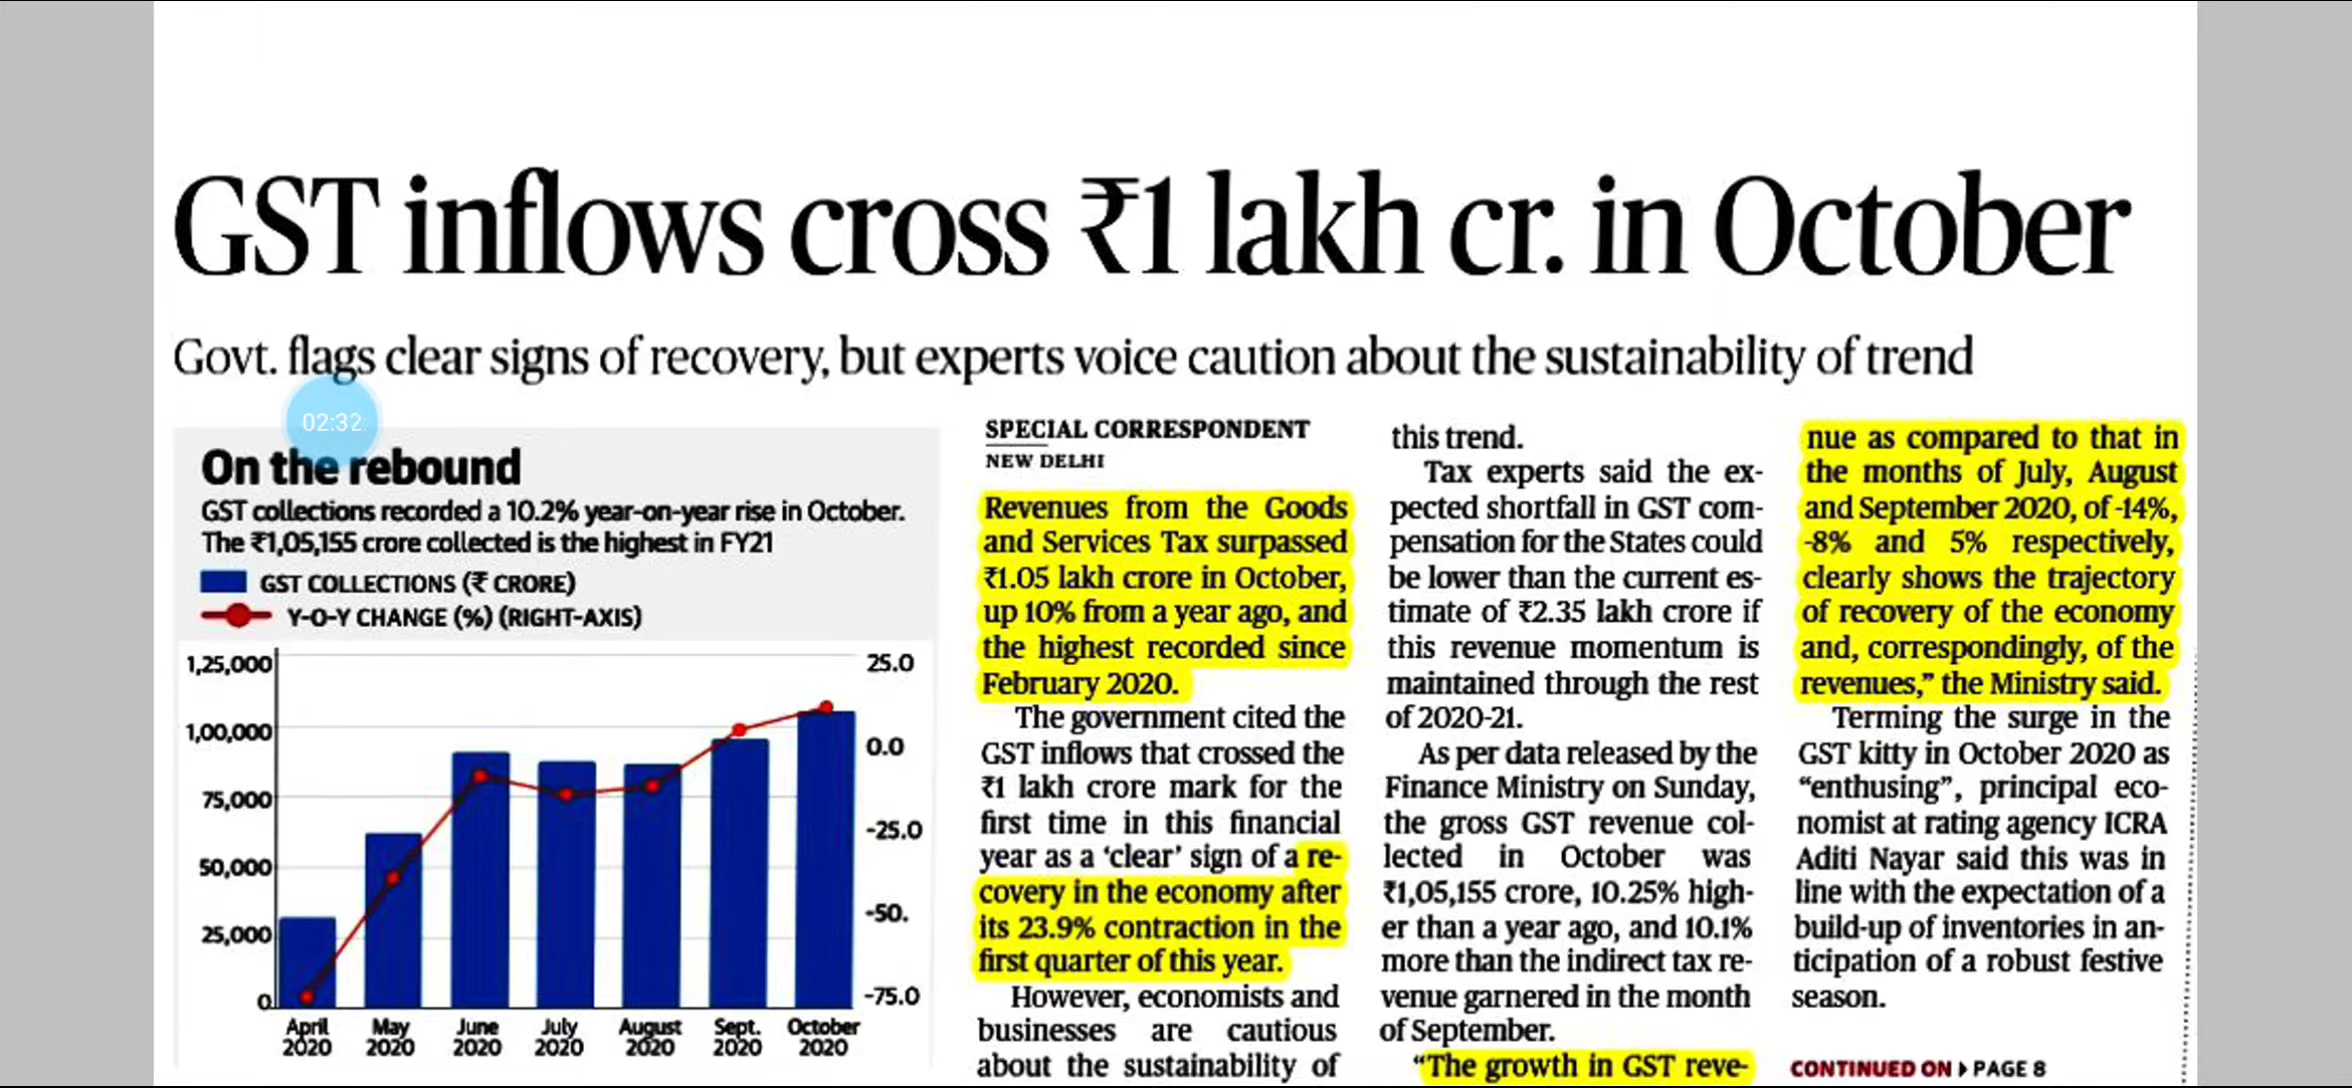 GST inflows cross ₹1 lakh cr. in October
Govt. flags clear signs of recovery, but experts voice caution about the sustainability of trend
02:32
On the rebound
GST collections recorded a 10.2% year-on-year rise in October.
The ₹1,05,155 crore collected is the highest in FY21
GST COLLECTIONS (₹ CRORE)
Y-O-Y CHANGE (%) (RIGHT-AXIS)
1,25,000
1,00,000
75,000
50,000
25,000
0
25.0
0.0
-25.0
-50.
-75.0
April 2020
May 2020
June 2020
July 2020
August 2020
Sept. 2020
October 2020
SPECIAL CORRESPONDENT
NEW DELHI
Revenues from the Goods
and Services Tax surpassed
₹1.05 lakh crore in October,
up 10% from a year ago, and
the highest recorded since
February 2020.
The government cited the
GST inflows that crossed the
₹1 lakh crore mark for the
first time in this financial
year as a ‘clear’ sign of a re-
covery in the economy after
its 23.9% contraction in the
first quarter of this year.
However, economists and
businesses are cautious
about the sustainability of
this trend.
Tax experts said the ex-
pected shortfall in GST com-
pensation for the States could
be lower than the current es-
timate of ₹2.35 lakh crore if
this revenue momentum is
maintained through the rest
of 2020-21.
As per data released by the
Finance Ministry on Sunday,
the gross GST revenue col-
lected in October was
₹1,05,155 crore, 10.25% high-
er than a year ago, and 10.1%
more than the indirect tax re-
venue garnered in the month
of September.
“The growth in GST reve-
nue as compared to that in
the months of July, August
and September 2020, of -14%,
-8% and 5% respectively,
clearly shows the trajectory
of recovery of the economy
and, correspondingly, of the
revenues,” the Ministry said.
Terming the surge in the
GST kitty in October 2020 as
“enthusing”, principal eco-
nomist at rating agency ICRA
Aditi Nayar said this was in
line with the expectation of a
build-up of inventories in an-
ticipation of a robust festive
season.
CONTINUED ON PAGE 8